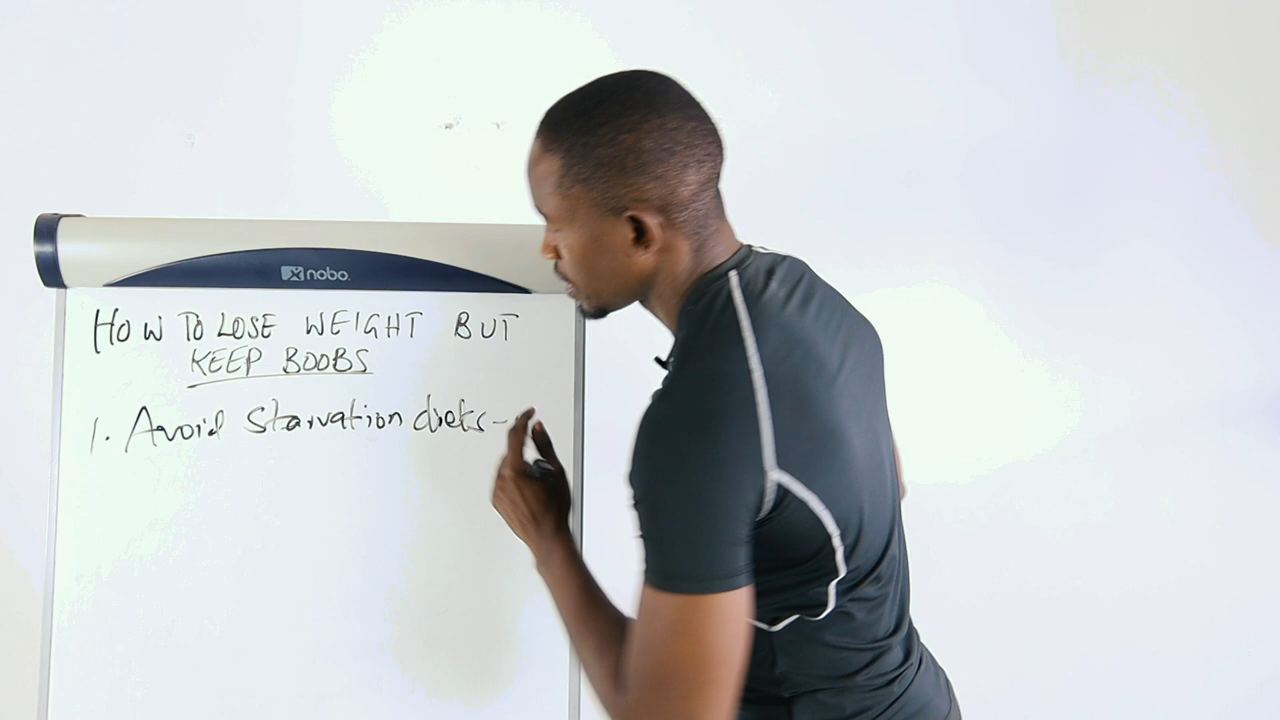 nobo
HOW TO LOSE WEIGHT BUT
KEEP BOOBS
1. Avoid starvation diets-